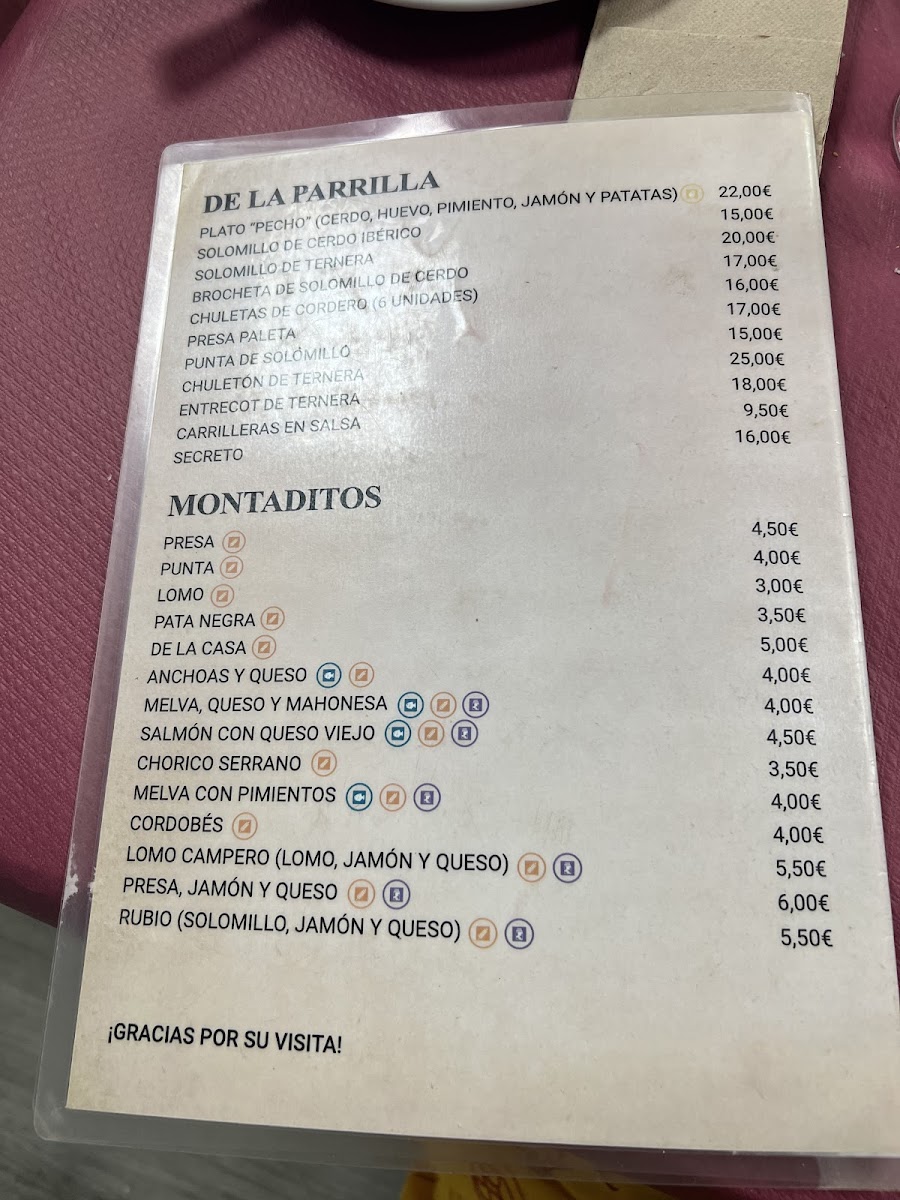 DE LA PARRILLA
PLATO "PECHO" (CERDO, HUEVO, PIMIENTO, JAMÓN Y PATATAS) 22,00€
SOLOMILLO DE CERDO IBÉRICO 15,00€
SOLOMILLO DE TERNERA 20,00€
BROCHETA DE SOLOMILLO DE CERDO 17,00€
CHULETAS DE CORDERO (6 UNIDADES) 16,00€
PRESA PALETA 17,00€
PUNTA DE SOLOMILLO 15,00€
CHULETÓN DE TERNERA 25,00€
ENTRECOT DE TERNERA 18,00€
CARRILLERAS EN SALSA 9,50€
SECRETO 16,00€
MONTADITOS
PRESA 4,50€
PUNTA 4,00€
LOMO 3,00€
PATA NEGRA 3,50€
DE LA CASA 5,00€
ANCHOAS Y QUESO 4,00€
MELVA, QUESO Y MAHONESA 4,00€
SALMÓN CON QUESO VIEJO 4,50€
CHORICO SERRANO 3,50€
MELVA CON PIMIENTOS 4,00€
CORDOBÉS 4,00€
LOMO CAMPERO (LOMO, JAMÓN Y QUESO) 5,50€
PRESA, JAMÓN Y QUESO 6,00€
RUBIO (SOLOMILLO, JAMÓN Y QUESO) 5,50€
¡GRACIAS POR SU VISITA!